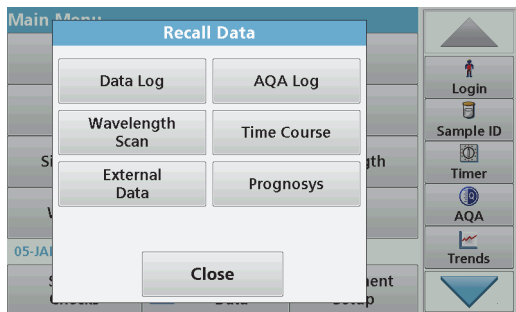 Main Menu
Recall Data
Data Log
AQA Log
Wavelength
Scan
Time Course
External
Data
Prognosys
Close
Login
Sample ID
Timer
AQA
Trends